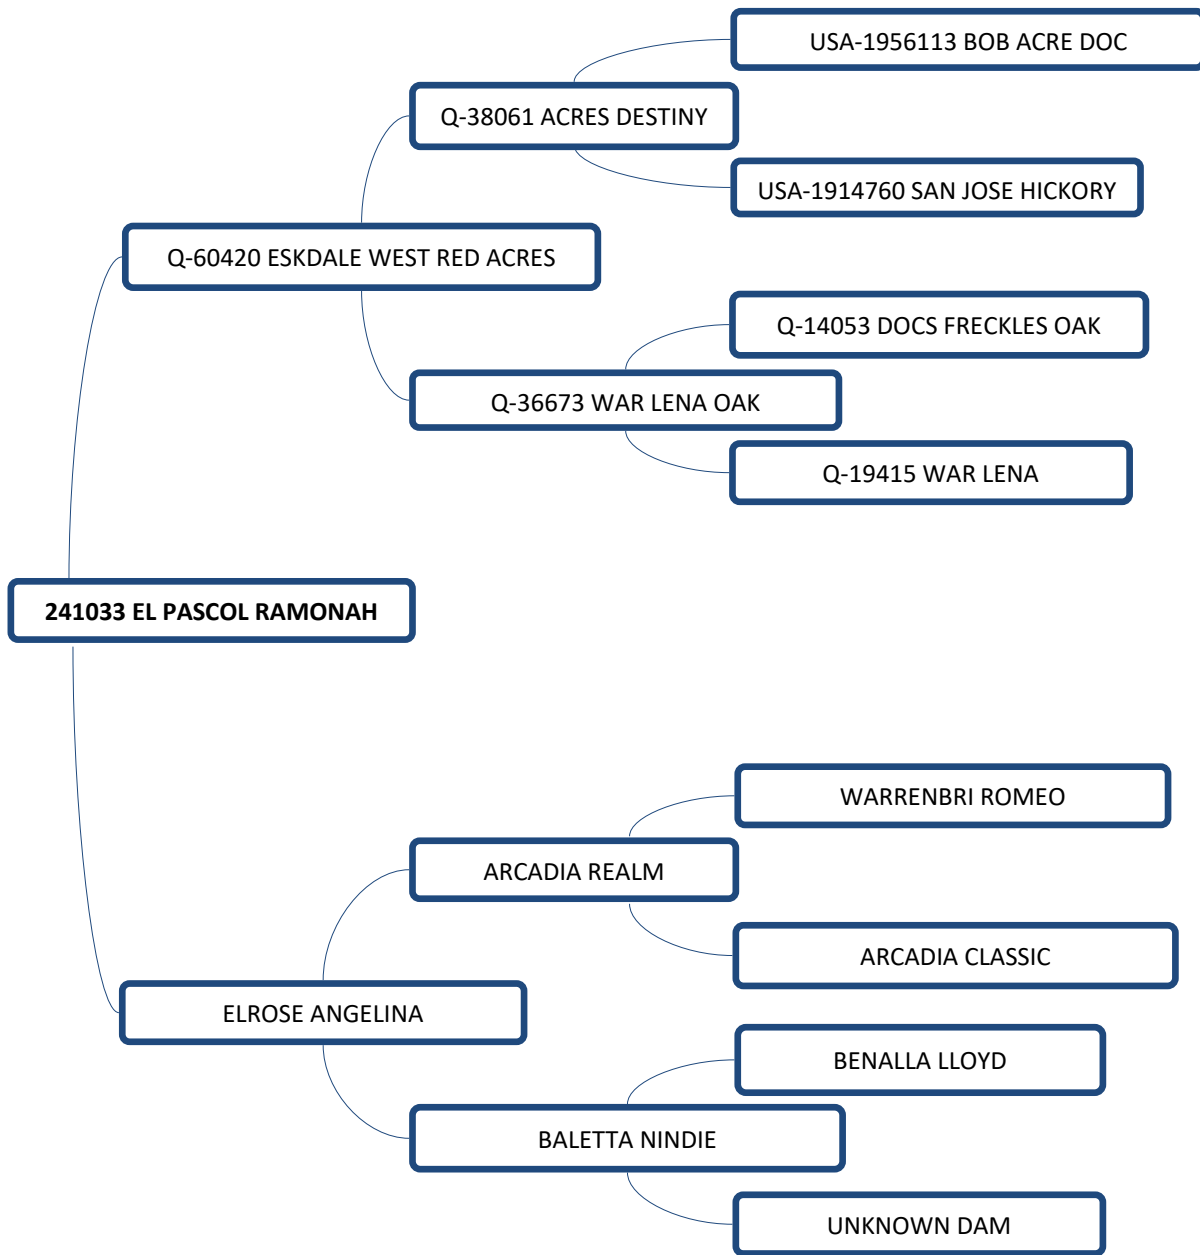 USA-1956113 BOB ACRE DOC
Q-38061 ACRES DESTINY
USA-1914760 SAN JOSE HICKORY
Q-60420 ESKDALE WEST RED ACRES
Q-14053 DOCS FRECKLES OAK
Q-36673 WAR LENA OAK
Q-19415 WAR LENA
241033 EL PASCOL RAMONAH
WARRENBRI ROMEO
ARCADIA REALM
ARCADIA CLASSIC
ELROSE ANGELINA
BENALLA LLOYD
BALETTA NINDIE
UNKNOWN DAM